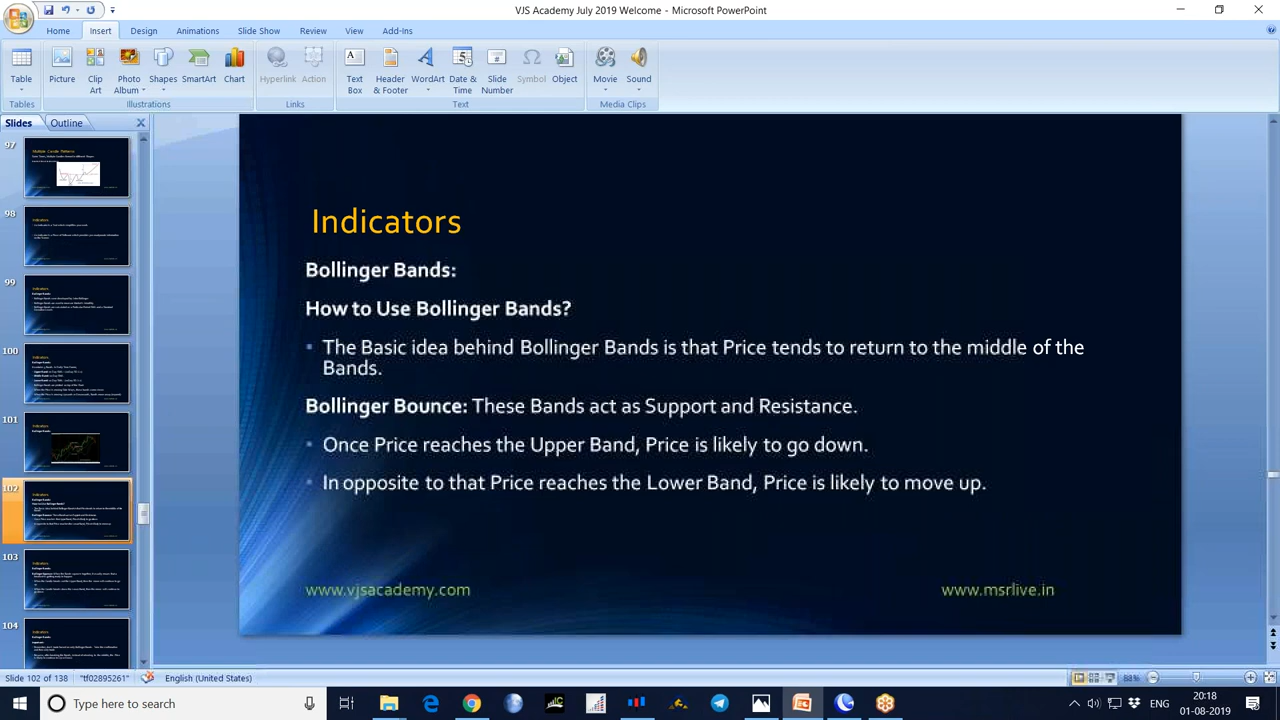 VJS Academy July 2019 Welcome - Microsoft PowerPoint
Home Insert Design Animations Slide Show Review View Add-Ins
Table Picture Clip Art Photo Album Shapes SmartArt Chart Hyperlink Action Text Box Header & Footer WordArt Date & Time Slide Number Symbol Object Movie Sound
Tables Illustrations Links Text Media Clips
Slides Outline
97
98
99
100
101
102
103
104
Indicators
Bollinger Bands:
How to Use Bollinger Bands?
The Basic idea behind Bollinger Bands is that Price tends to return to the middle of the
Bands.
Bollinger Bounce: These Bands act as Support and Resistance.
Once Price reaches the Upper Band, Price is likely to go down.
In opposite to that Price reaches the Lower Band, Price is likely to move up.
www.vjsacademy.com www.msrlive.in
Slide 102 of 138 "tf02895261" English (United States) 88%
Type here to search
ENG
20:18
01-08-2019